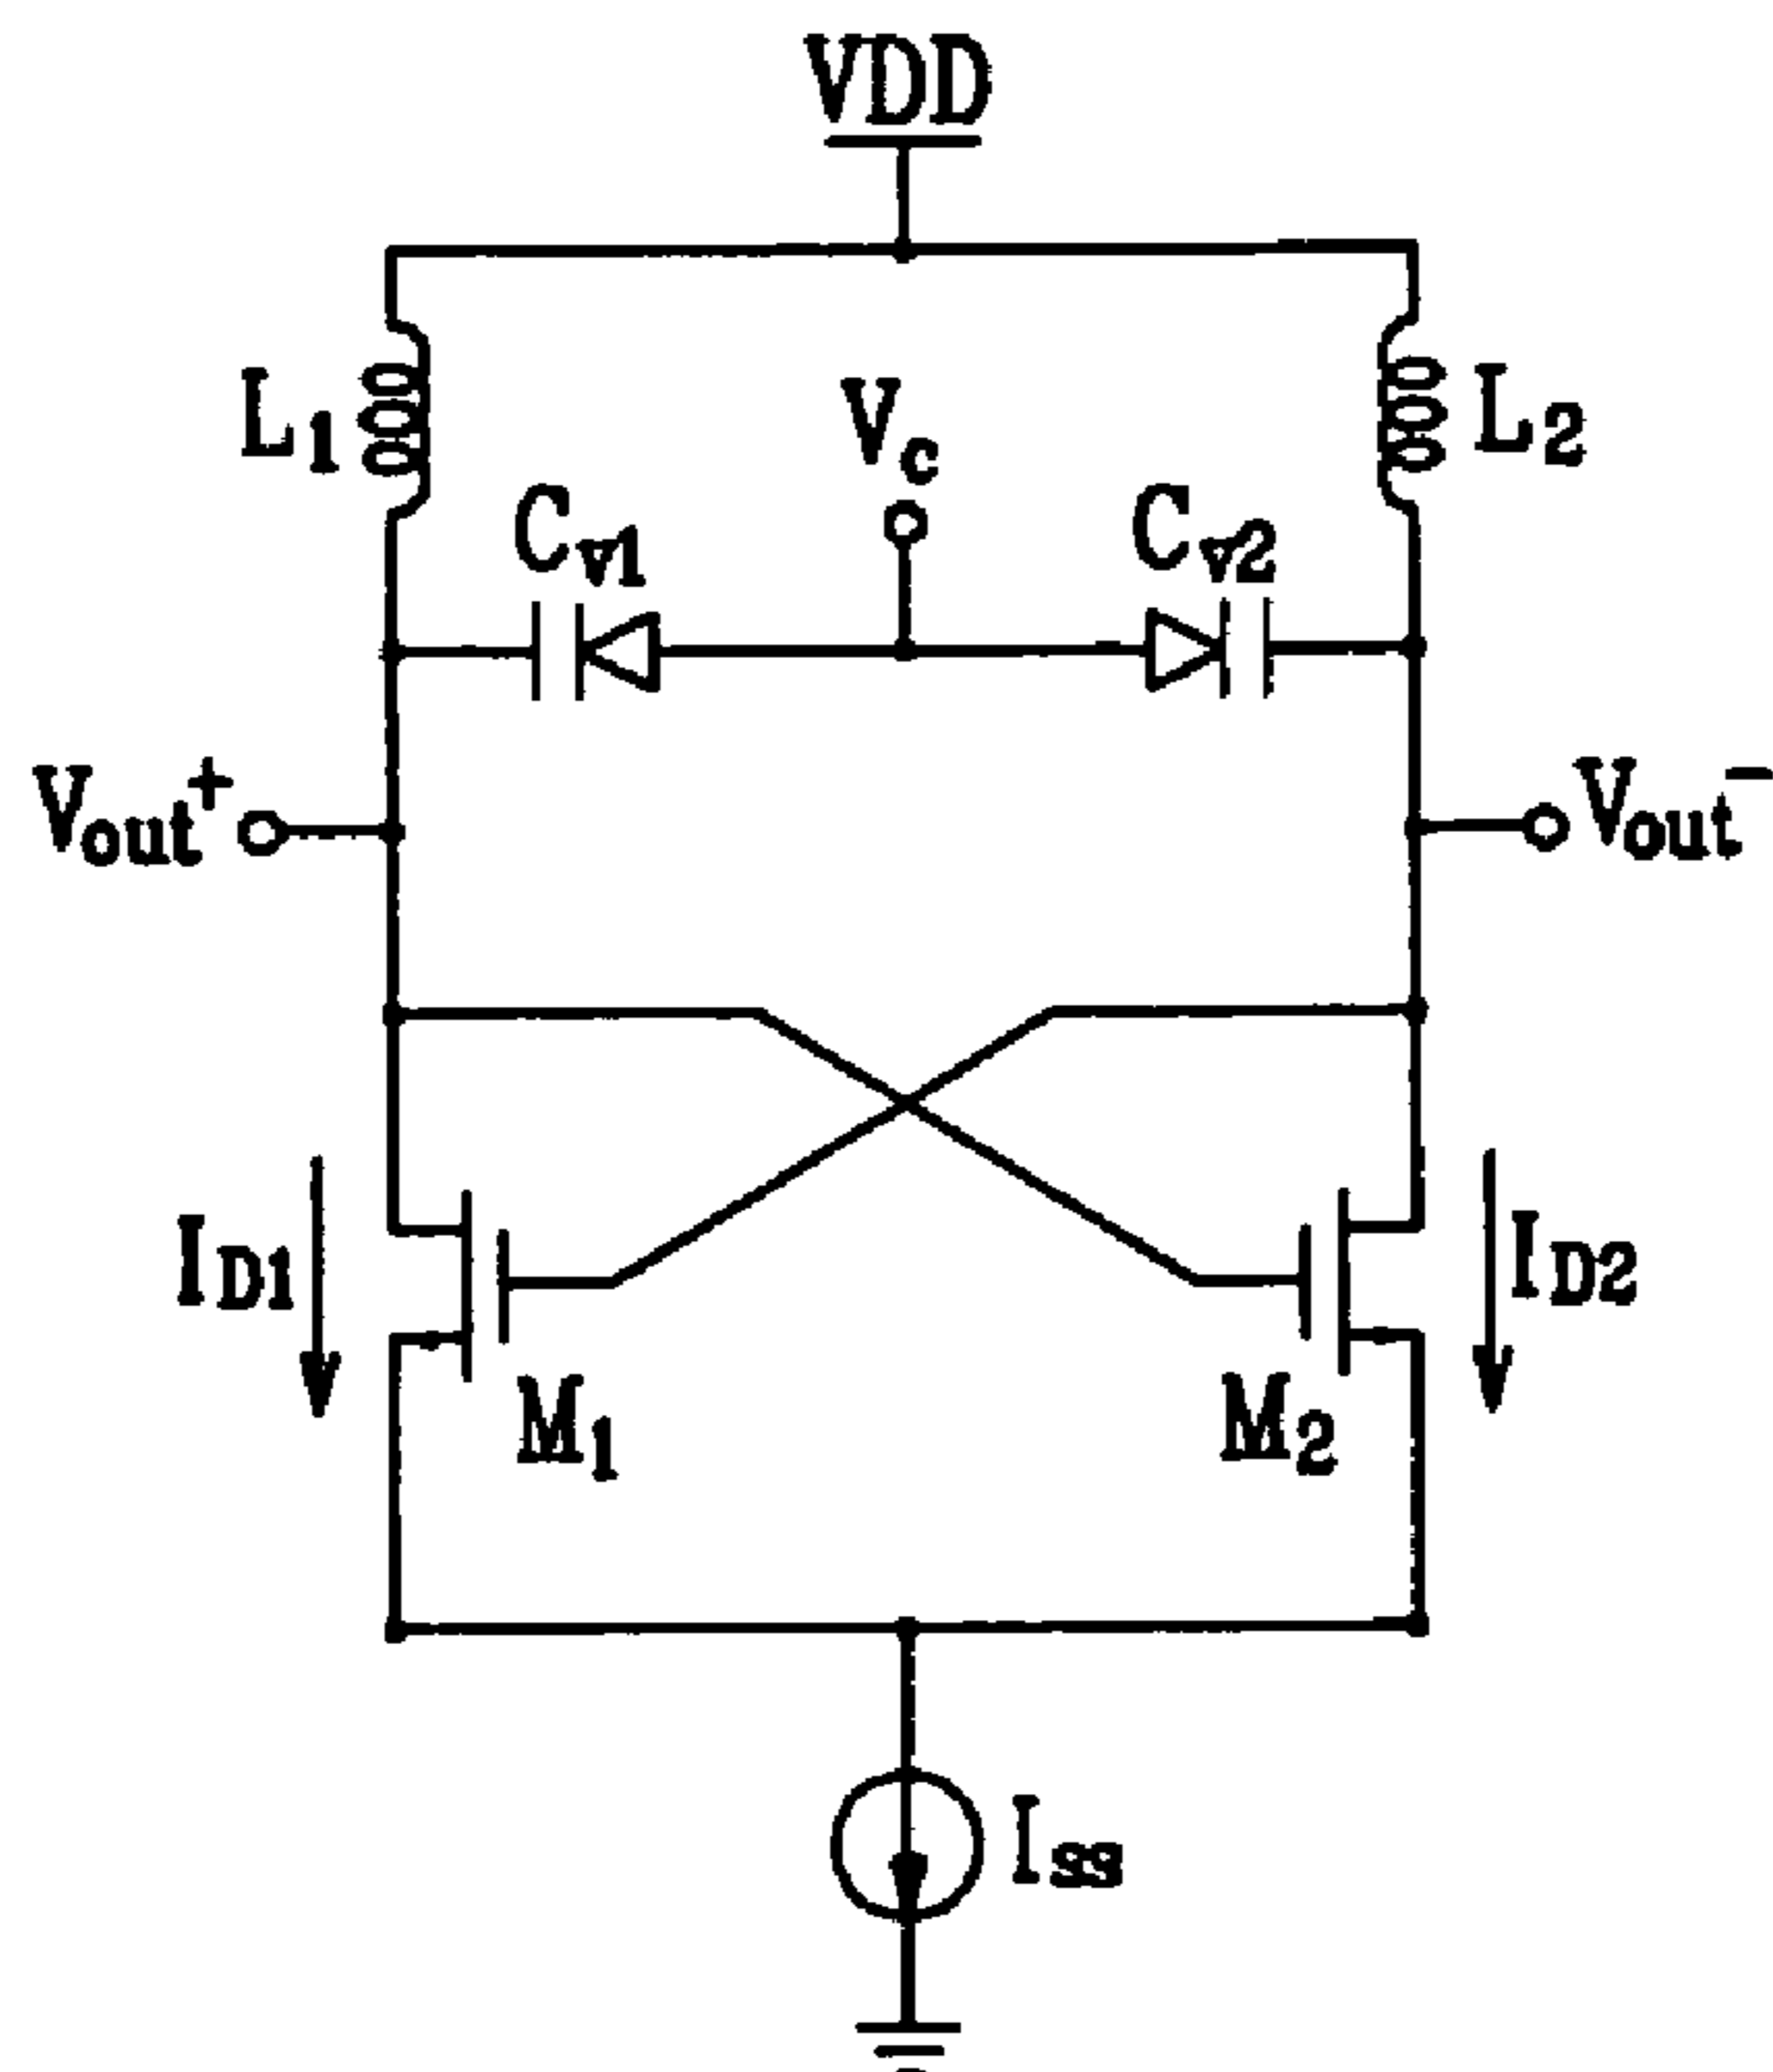 VDD
L1
L2
Vc
Cv1
Cv2
Vout+
Vout−
ID1
ID2
M1
M2
ISS